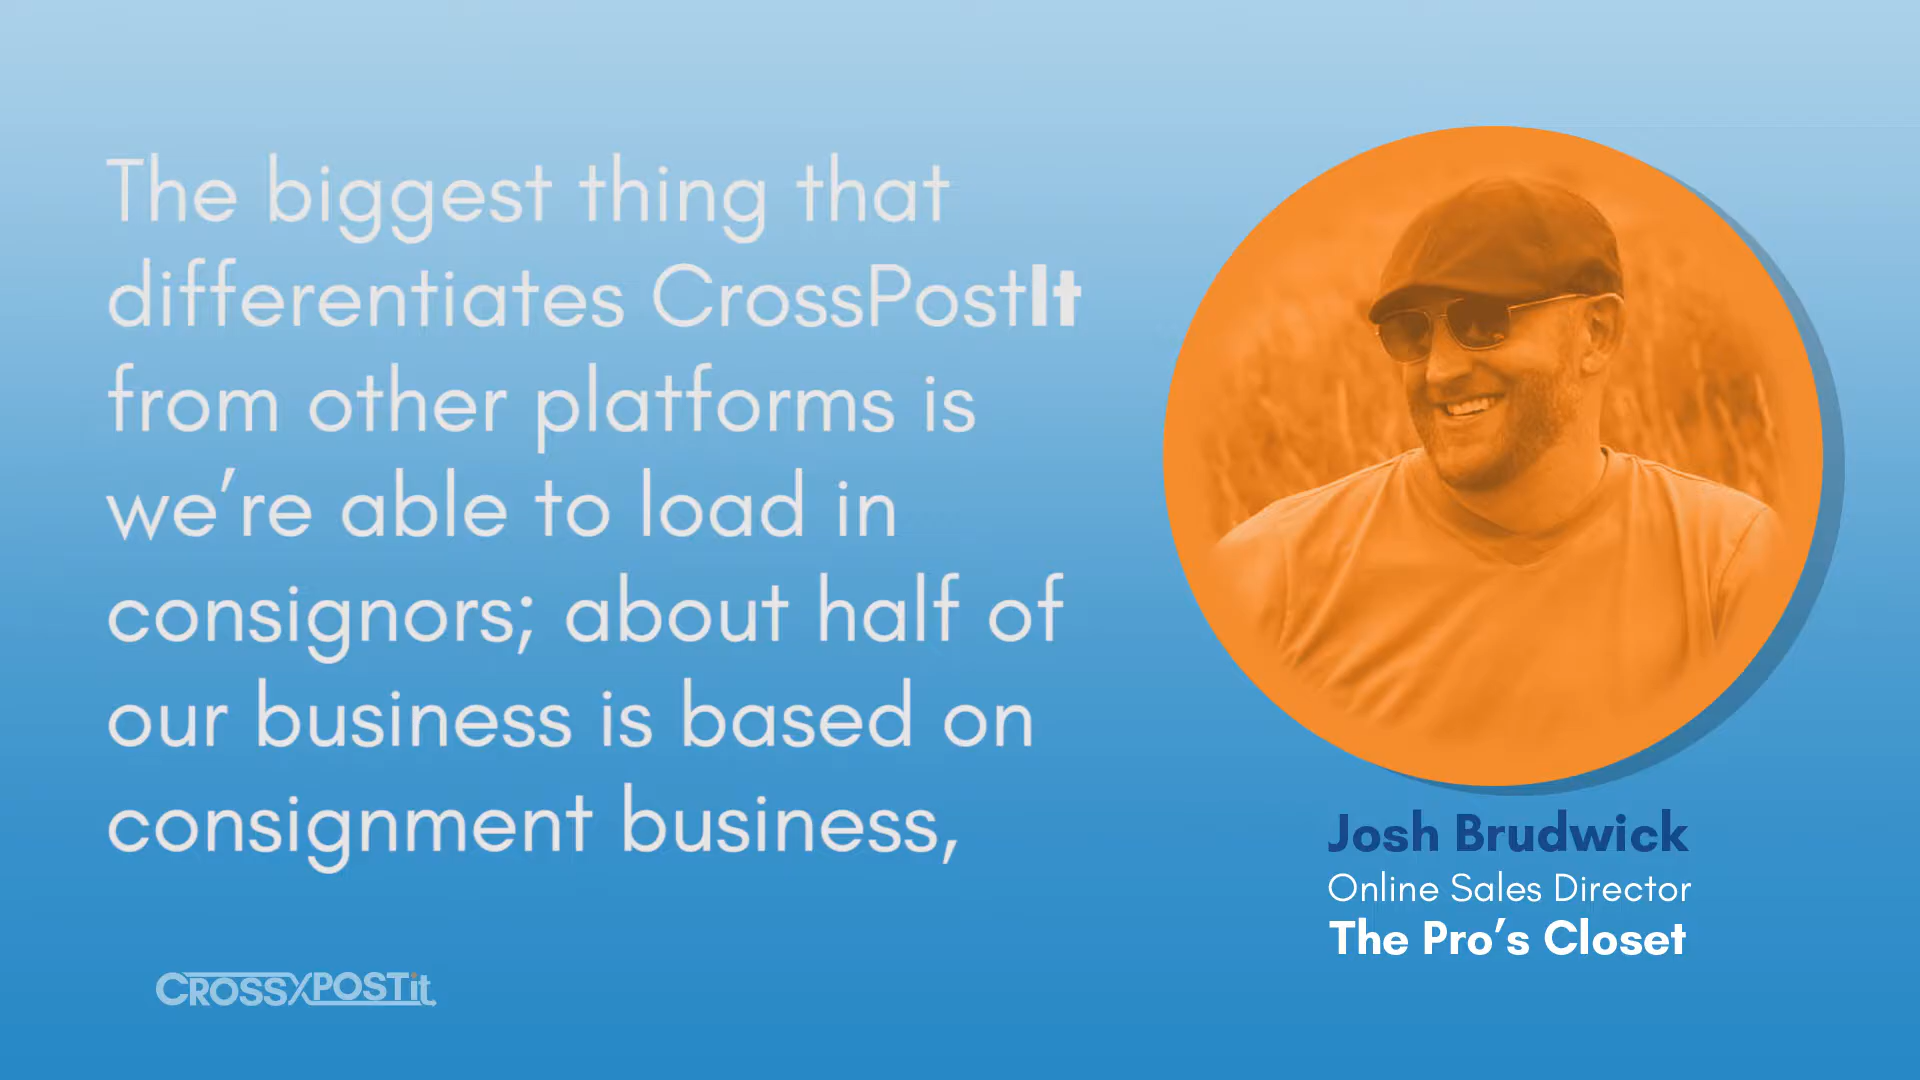 The biggest thing that
differentiates CrossPostIt
from other platforms is
we’re able to load in
consignors; about half of
our business is based on
consignment business,
Josh Brudwick
Online Sales Director
The Pro’s Closet
CROSSXPOSTit